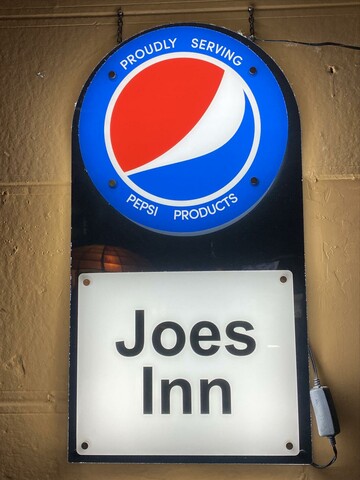 PROUDLY SERVING
PEPSI PRODUCTS
Joes
Inn